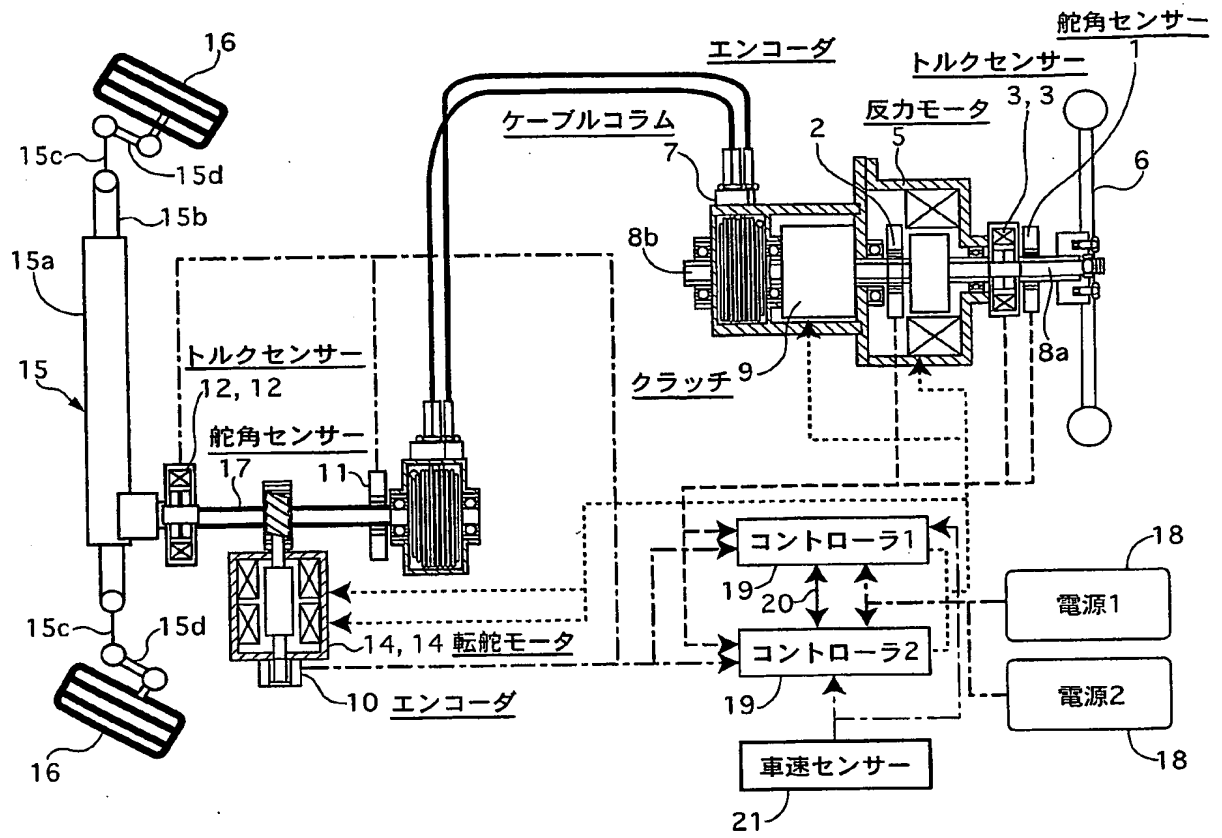 舵角センサー
1
エンコーダ
トルクセンサー
3, 3
16
ケーブルコラム
反力モータ
7
2
5
6
15c
15d
15b
8b
15a
8a
トルクセンサー
クラッチ
9
15
12, 12
舵角センサー
17
11
コントローラ1
18
19
20
電源1
15c
15d
14, 14 転舵モータ
コントローラ2
10 エンコーダ
19
電源2
16
車速センサー
18
21